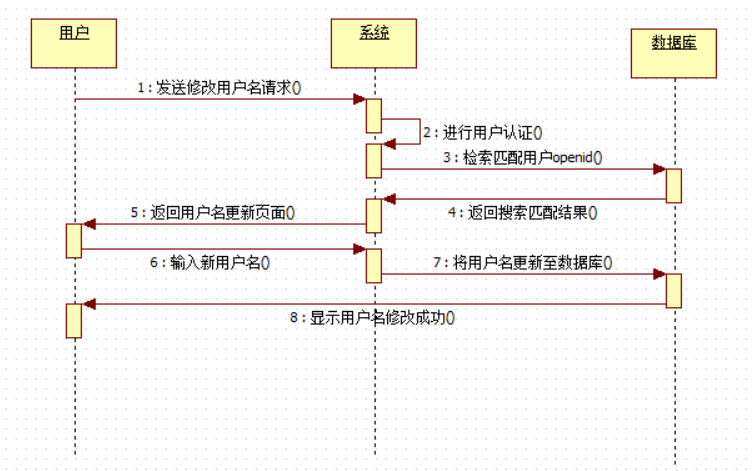 用户
系统
数据库
1 : 发送修改用户名请求()
2 : 进行用户认证()
3 : 检索匹配用户openid()
4 : 返回搜索匹配结果()
5 : 返回用户名更新页面()
6 : 输入新用户名()
7 : 将用户名更新至数据库()
8 : 显示用户名修改成功()